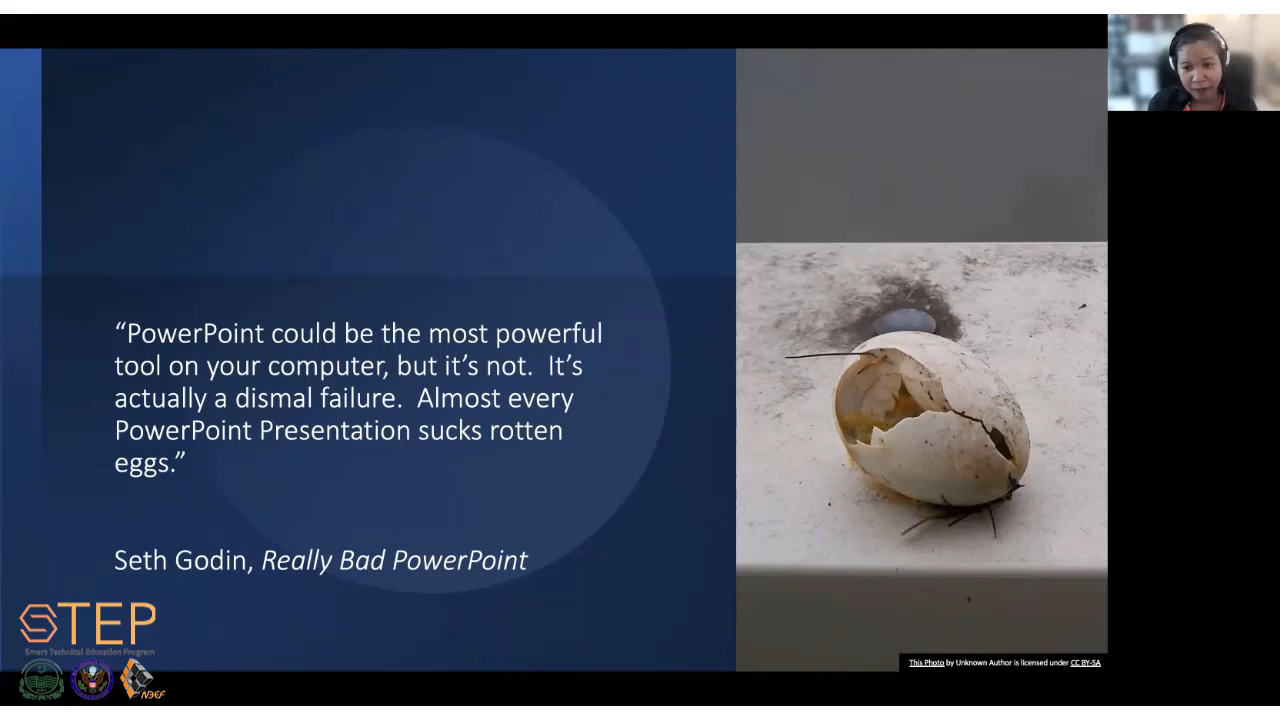 “PowerPoint could be the most powerful
tool on your computer, but it’s not.  It’s
actually a dismal failure.  Almost every
PowerPoint Presentation sucks rotten
eggs.”
Seth Godin, Really Bad PowerPoint
STEP
Smart Technical Education Program
N3EF
This Photo by Unknown Author is licensed under CC BY-SA